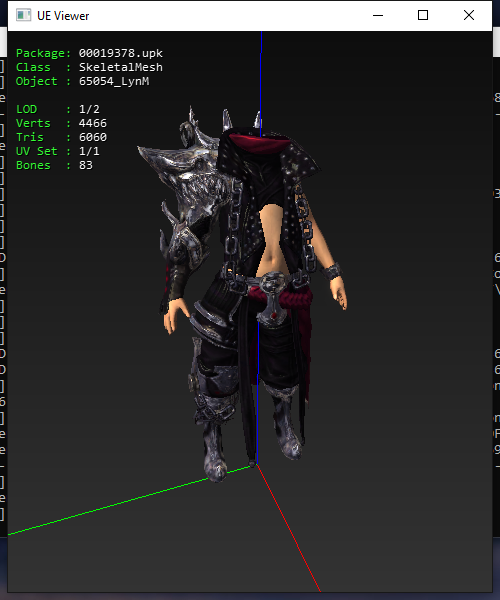 UE Viewer
Package: 00019378.upk
Class : SkeletalMesh
Object : 65054_LynM
LOD : 1/2
Verts : 4466
Tris : 6060
UV Set : 1/1
Bones : 83